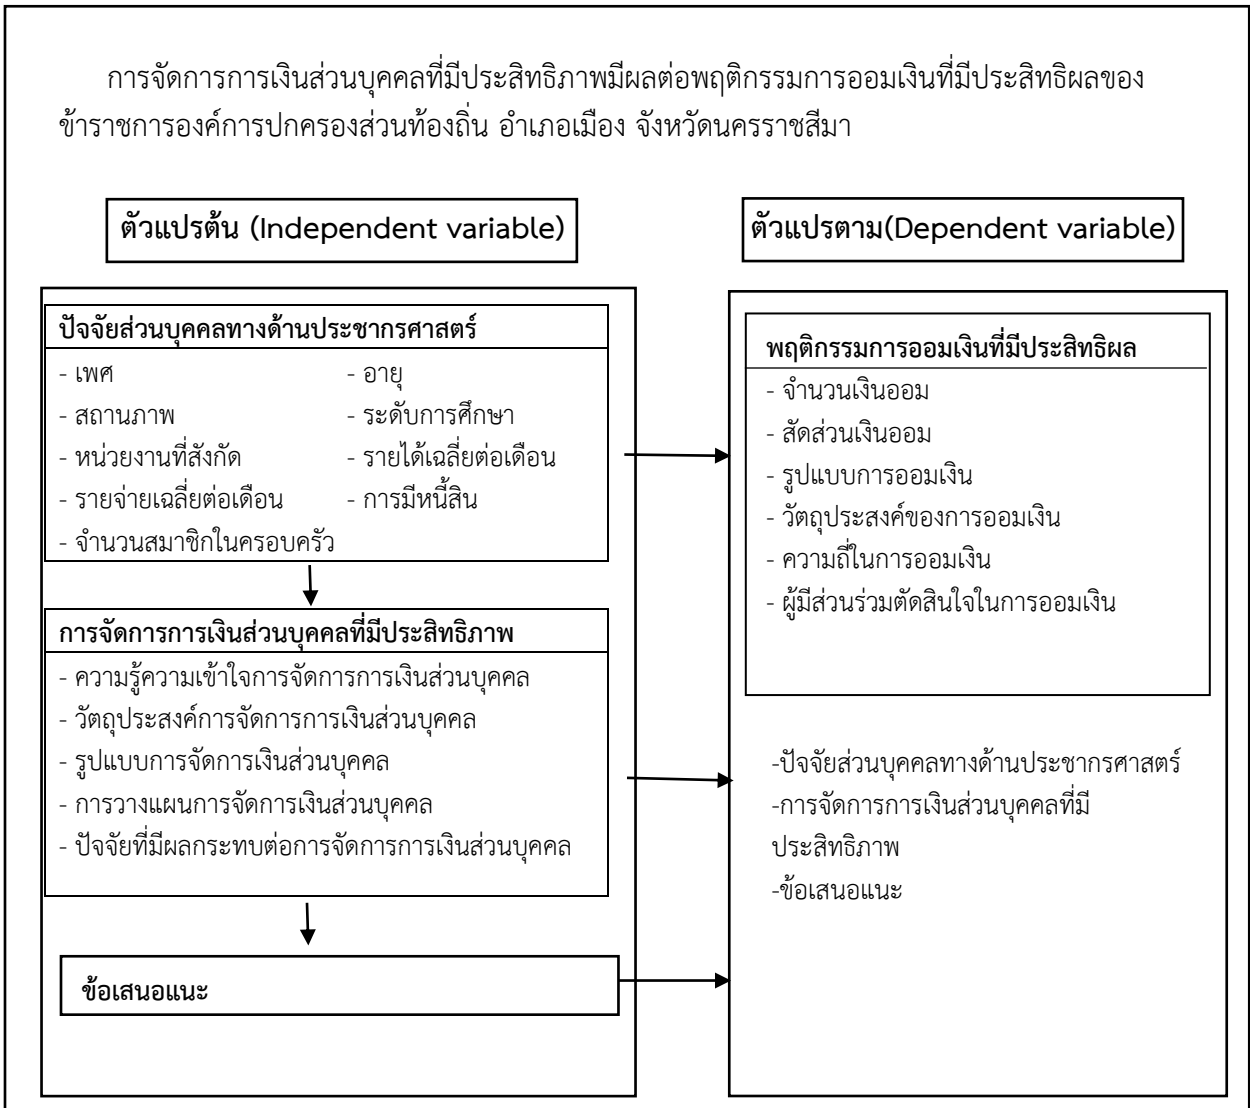 การจัดการการเงินส่วนบุคคลที่มีประสิทธิภาพมีผลต่อพฤติกรรมการออมเงินที่มีประสิทธิผลของ
ข้าราชการองค์การปกครองส่วนท้องถิ่น อำเภอเมือง จังหวัดนครราชสีมา
ตัวแปรต้น (Independent variable)
ปัจจัยส่วนบุคคลทางด้านประชากรศาสตร์
- เพศ - อายุ
- สถานภาพ - ระดับการศึกษา
- หน่วยงานที่สังกัด - รายได้เฉลี่ยต่อเดือน
- รายจ่ายเฉลี่ยต่อเดือน - การมีหนี้สิน
- จำนวนสมาชิกในครอบครัว
การจัดการการเงินส่วนบุคคลที่มีประสิทธิภาพ
- ความรู้ความเข้าใจการจัดการการเงินส่วนบุคคล
- วัตถุประสงค์การจัดการการเงินส่วนบุคคล
- รูปแบบการจัดการเงินส่วนบุคคล
- การวางแผนการจัดการเงินส่วนบุคคล
- ปัจจัยที่มีผลกระทบต่อการจัดการการเงินส่วนบุคคล
ข้อเสนอแนะ
ตัวแปรตาม(Dependent variable)
พฤติกรรมการออมเงินที่มีประสิทธิผล
- จำนวนเงินออม
- สัดส่วนเงินออม
- รูปแบบการออมเงิน
- วัตถุประสงค์ของการออมเงิน
- ความถี่ในการออมเงิน
- ผู้มีส่วนร่วมตัดสินใจในการออมเงิน
-ปัจจัยส่วนบุคคลทางด้านประชากรศาสตร์
-การจัดการการเงินส่วนบุคคลที่มี
ประสิทธิภาพ
-ข้อเสนอแนะ